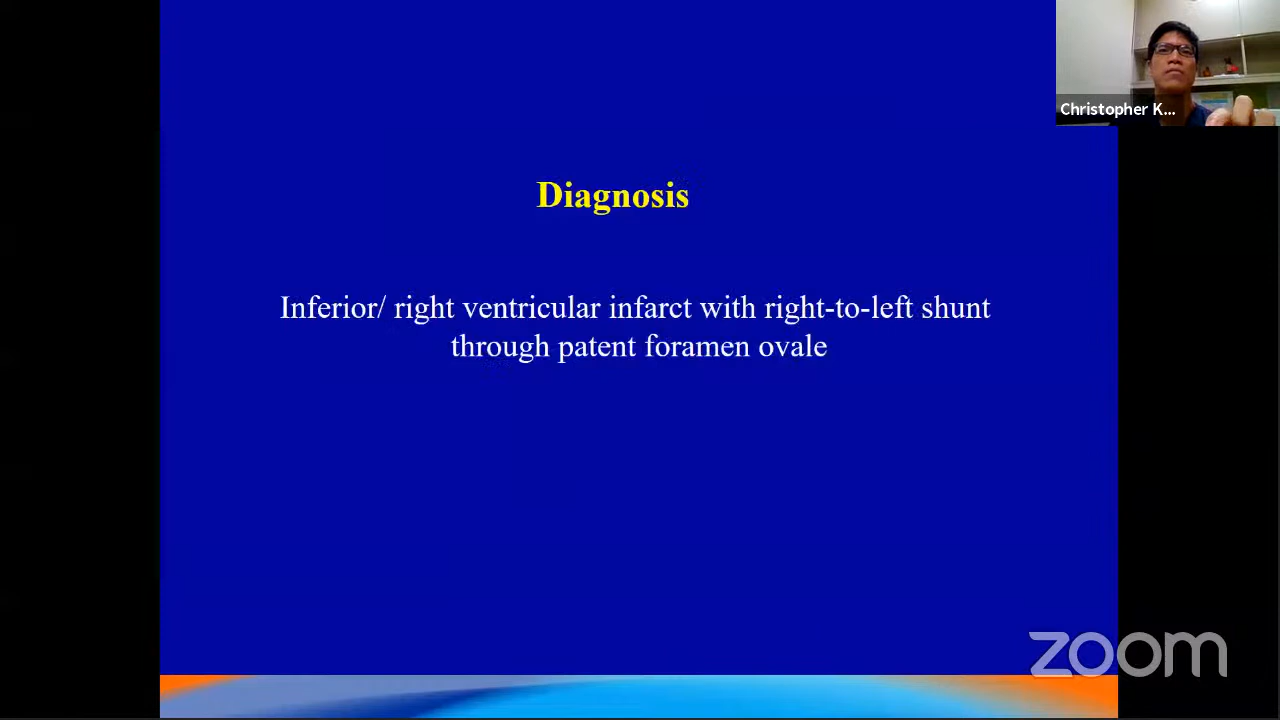 Christopher K...
Diagnosis
Inferior/ right ventricular infarct with right-to-left shunt
through patent foramen ovale
zoom